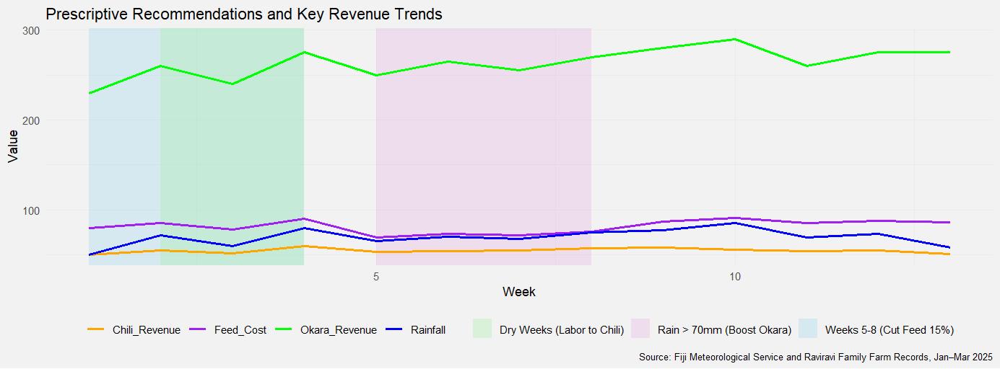 Prescriptive Recommendations and Key Revenue Trends
300
200
100
Value
5
10
Week
Chili_Revenue
Feed_Cost
Okara_Revenue
Rainfall
Dry Weeks (Labor to Chili)
Rain > 70mm (Boost Okara)
Weeks 5-8 (Cut Feed 15%)
Source: Fiji Meteorological Service and Raviravi Family Farm Records, Jan–Mar 2025